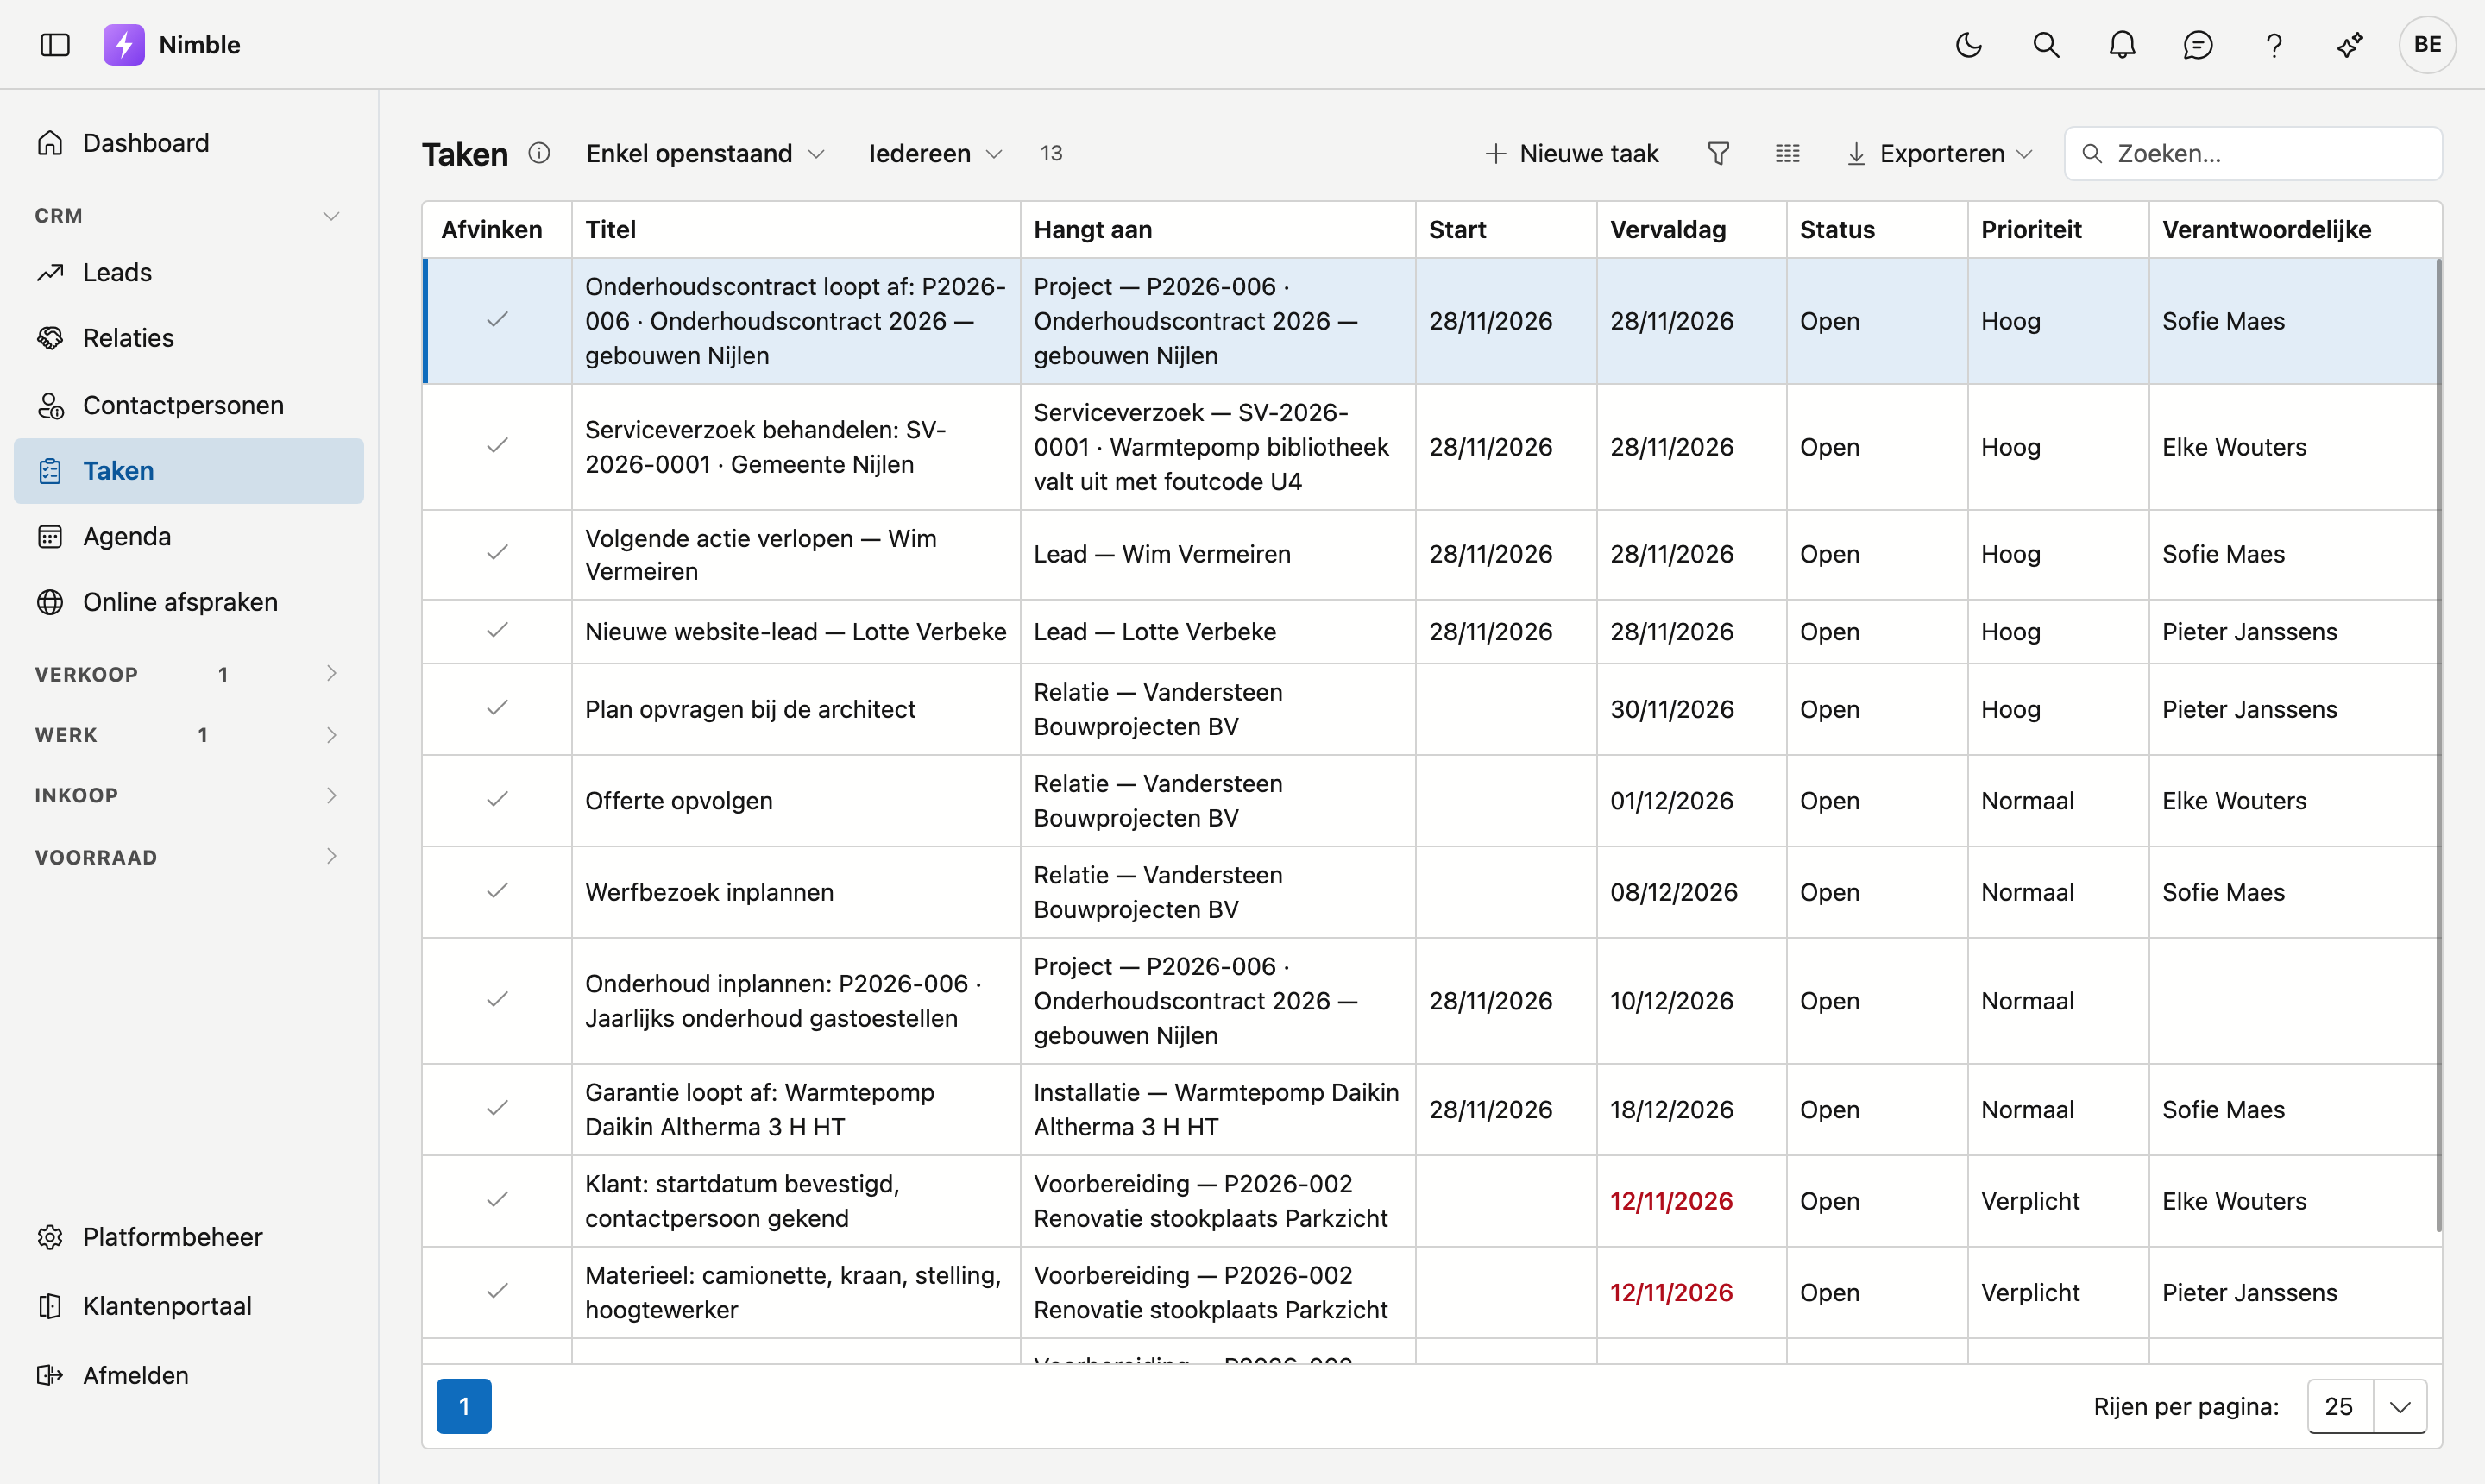 Nimble
BE
Dashboard
CRM
Leads
Relaties
Contactpersonen
Taken
Agenda
Online afspraken
VERKOOP 1
WERK 1
INKOOP
VOORRAAD
Platformbeheer
Klantenportaal
Afmelden
Taken Enkel openstaand Iedereen 13 Nieuwe taak Exporteren Zoeken...
Afvinken Titel Hangt aan Start Vervaldag Status Prioriteit Verantwoordelijke
Onderhoudscontract loopt af: P2026-
006 · Onderhoudscontract 2026 —
gebouwen Nijlen
Project — P2026-006 ·
Onderhoudscontract 2026 —
gebouwen Nijlen
28/11/2026 28/11/2026 Open Hoog Sofie Maes
Serviceverzoek behandelen: SV-
2026-0001 · Gemeente Nijlen
Serviceverzoek — SV-2026-
0001 · Warmtepomp bibliotheek
valt uit met foutcode U4
28/11/2026 28/11/2026 Open Hoog Elke Wouters
Volgende actie verlopen — Wim
Vermeiren
Lead — Wim Vermeiren
28/11/2026 28/11/2026 Open Hoog Sofie Maes
Nieuwe website-lead — Lotte Verbeke
Lead — Lotte Verbeke
28/11/2026 28/11/2026 Open Hoog Pieter Janssens
Plan opvragen bij de architect
Relatie — Vandersteen
Bouwprojecten BV
30/11/2026 Open Hoog Pieter Janssens
Offerte opvolgen
Relatie — Vandersteen
Bouwprojecten BV
01/12/2026 Open Normaal Elke Wouters
Werfbezoek inplannen
Relatie — Vandersteen
Bouwprojecten BV
08/12/2026 Open Normaal Sofie Maes
Onderhoud inplannen: P2026-006 ·
Jaarlijks onderhoud gastoestellen
Project — P2026-006 ·
Onderhoudscontract 2026 —
gebouwen Nijlen
28/11/2026 10/12/2026 Open Normaal
Garantie loopt af: Warmtepomp
Daikin Altherma 3 H HT
Installatie — Warmtepomp Daikin
Altherma 3 H HT
28/11/2026 18/12/2026 Open Normaal Sofie Maes
Klant: startdatum bevestigd,
contactpersoon gekend
Voorbereiding — P2026-002
Renovatie stookplaats Parkzicht
12/11/2026 Open Verplicht Elke Wouters
Materieel: camionette, kraan, stelling,
hoogtewerker
Voorbereiding — P2026-002
Renovatie stookplaats Parkzicht
12/11/2026 Open Verplicht Pieter Janssens
Voorbereiding — P2026-002
1
Rijen per pagina: 25